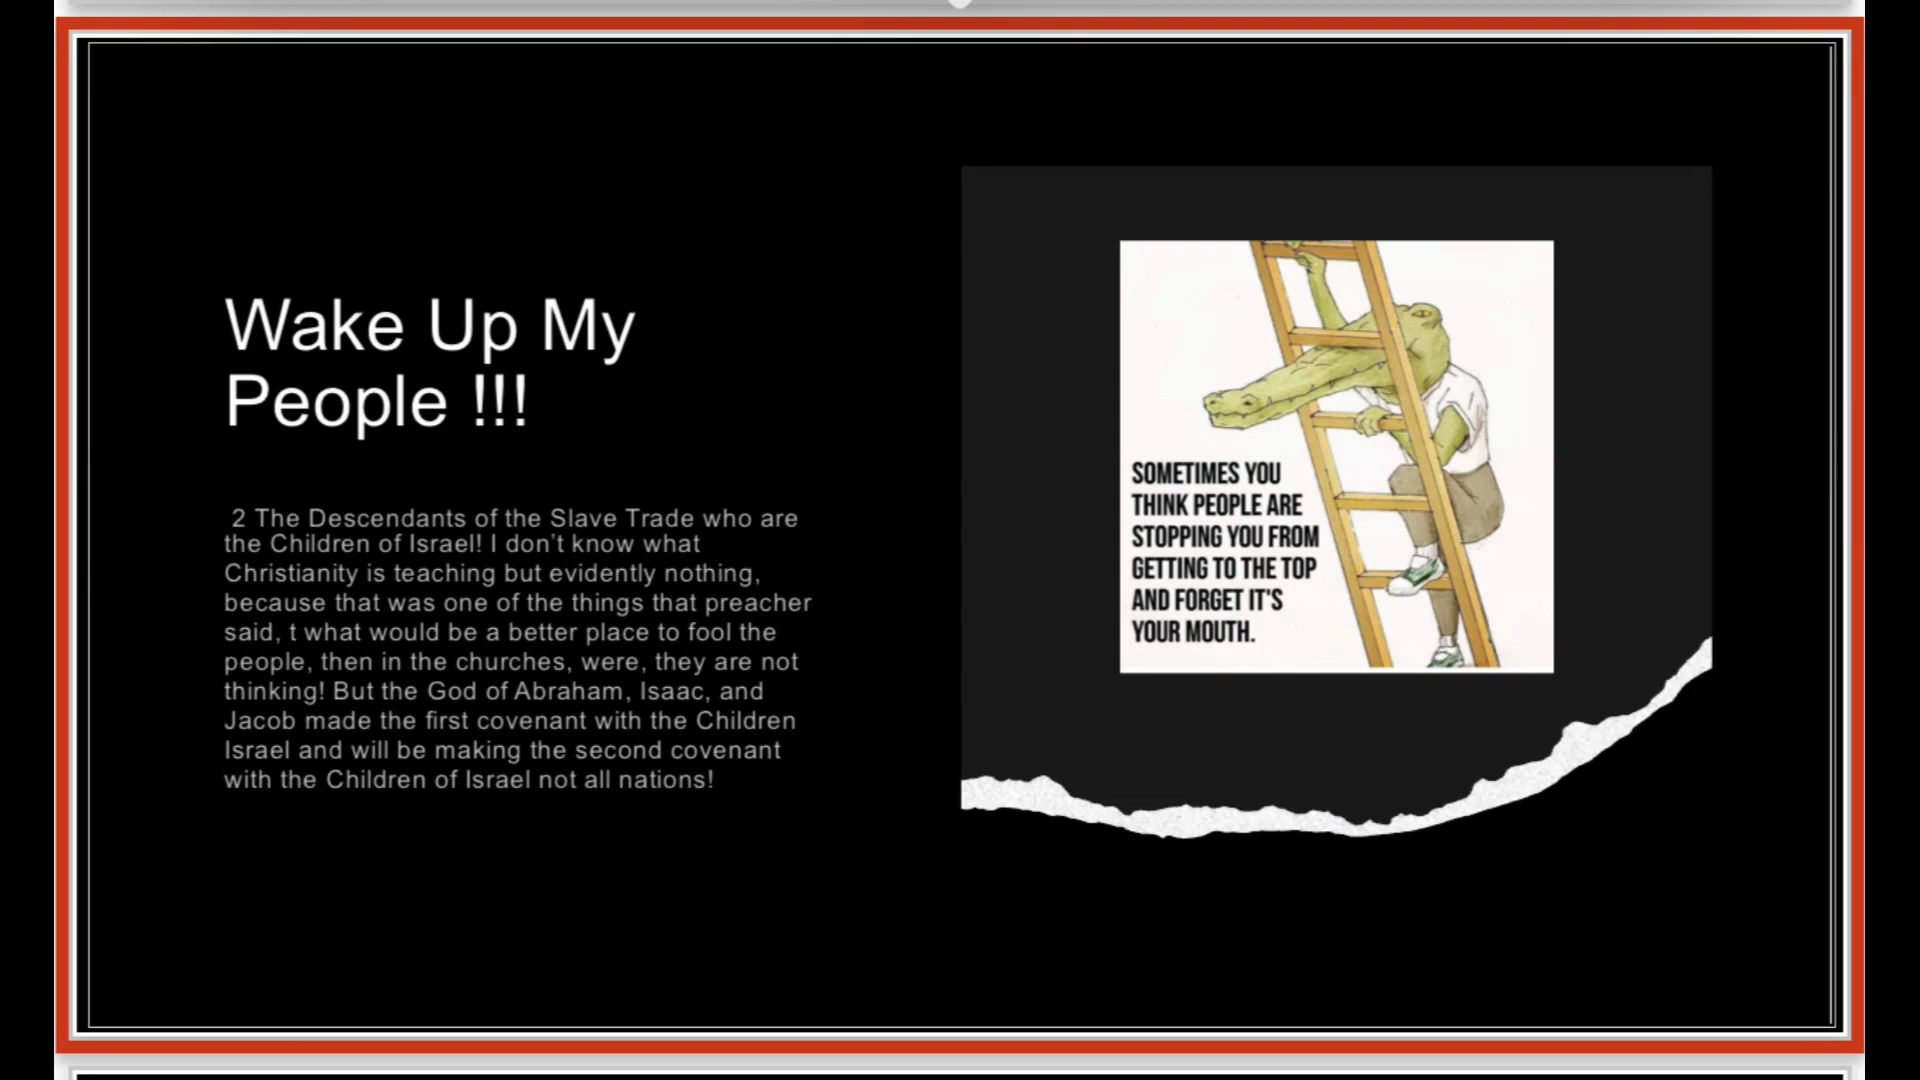 Wake Up My
People !!!
2 The Descendants of the Slave Trade who are
the Children of Israel! I don’t know what
Christianity is teaching but evidently nothing,
because that was one of the things that preacher
said, t what would be a better place to fool the
people, then in the churches, were, they are not
thinking! But the God of Abraham, Isaac, and
Jacob made the first covenant with the Children
Israel and will be making the second covenant
with the Children of Israel not all nations!
SOMETIMES YOU
THINK PEOPLE ARE
STOPPING YOU FROM
GETTING TO THE TOP
AND FORGET IT'S
YOUR MOUTH.